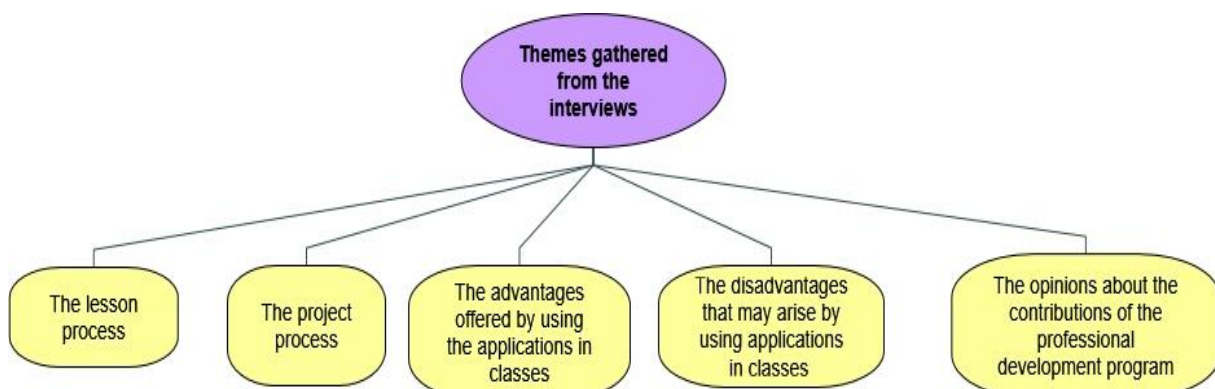 Themes gathered
from the
interviews
The lesson
process
The project
process
The advantages
offered by using
the applications in
classes
The disadvantages
that may arise by
using applications
in classes
The opinions about the
contributions of the
professional
development program